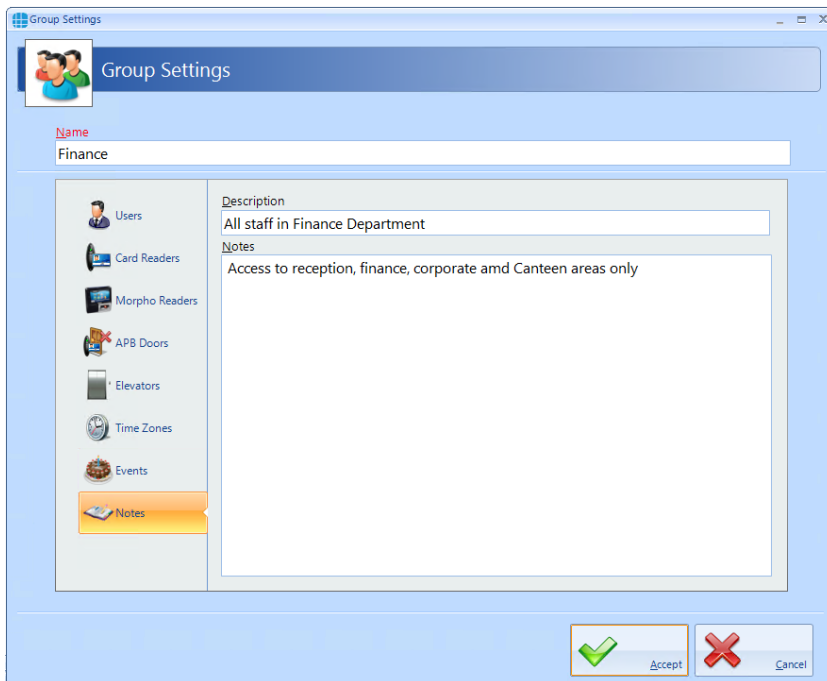 Group Settings
Group Settings
Name
Finance
Users
Card Readers
Morpho Readers
APB Doors
Elevators
Time Zones
Events
Notes
Description
All staff in Finance Department
Notes
Access to reception, finance, corporate amd Canteen areas only
Accept
Cancel